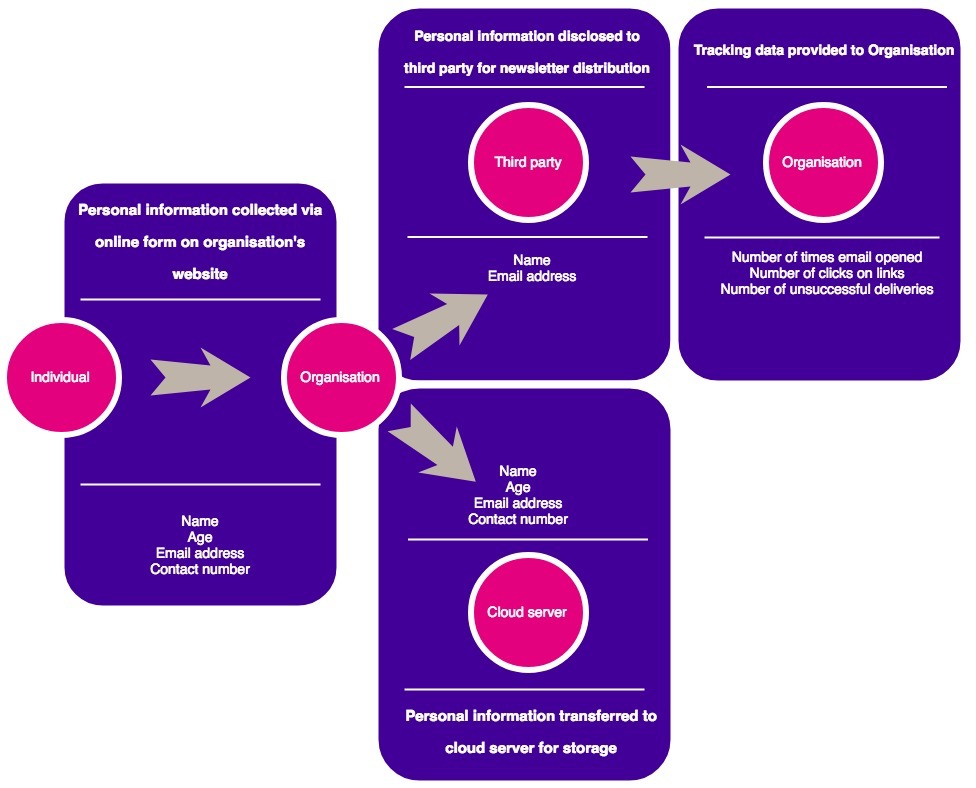 Personal information collected via
online form on organisation's
website
Individual
Organisation
Name
Age
Email address
Contact number
Personal information disclosed to
third party for newsletter distribution
Third party
Name
Email address
Tracking data provided to Organisation
Organisation
Number of times email opened
Number of clicks on links
Number of unsuccessful deliveries
Name
Age
Email address
Contact number
Cloud server
Personal information transferred to
cloud server for storage